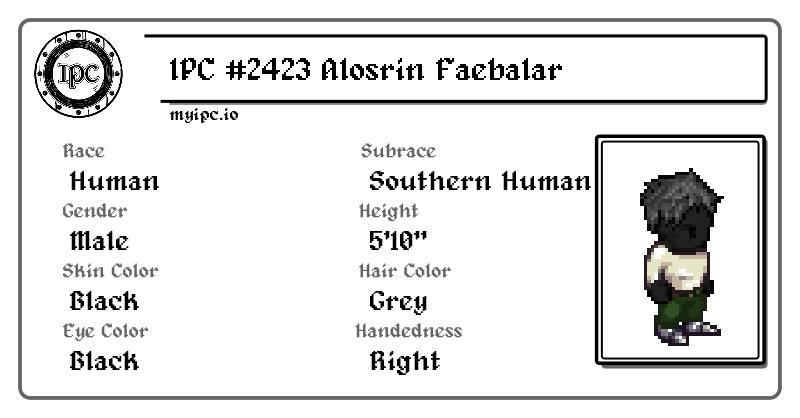 IPC
IPC #2423 Alosrin Faebalar
myipc.io
Race
Subrace
Human
Southern Human
Gender
Height
Male
5'10"
Skin Color
Hair Color
Black
Grey
Eye Color
Handedness
Black
Right